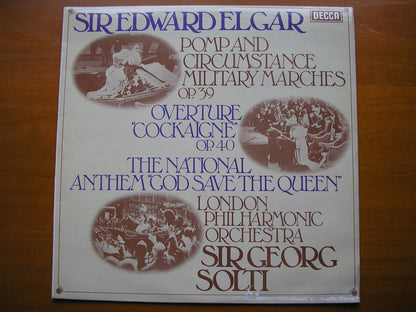 SIR EDWARD ELGAR
DECCA
POMP AND
CIRCUMSTANCE
MILITARY MARCHES
OP 39
OVERTURE
"COCKAIGNE"
OP. 40
THE NATIONAL
ANTHEM "GOD SAVE THE QUEEN"
LONDON
PHILHARMONIC
ORCHESTRA
SIR GEORG
SOLTI